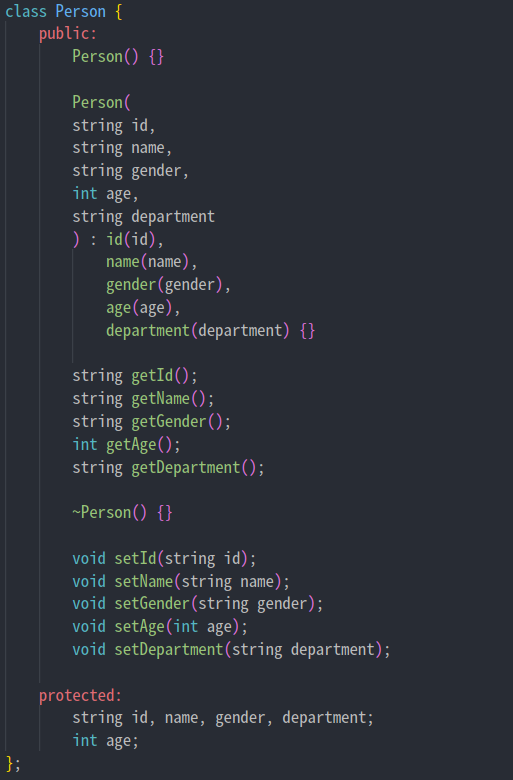 class Person {
    public:
        Person() {}

        Person(
        string id,
        string name,
        string gender,
        int age,
        string department
        ) : id(id),
            name(name),
            gender(gender),
            age(age),
            department(department) {}

        string getId();
        string getName();
        string getGender();
        int getAge();
        string getDepartment();

        ~Person() {}

        void setId(string id);
        void setName(string name);
        void setGender(string gender);
        void setAge(int age);
        void setDepartment(string department);

    protected:
        string id, name, gender, department;
        int age;
};